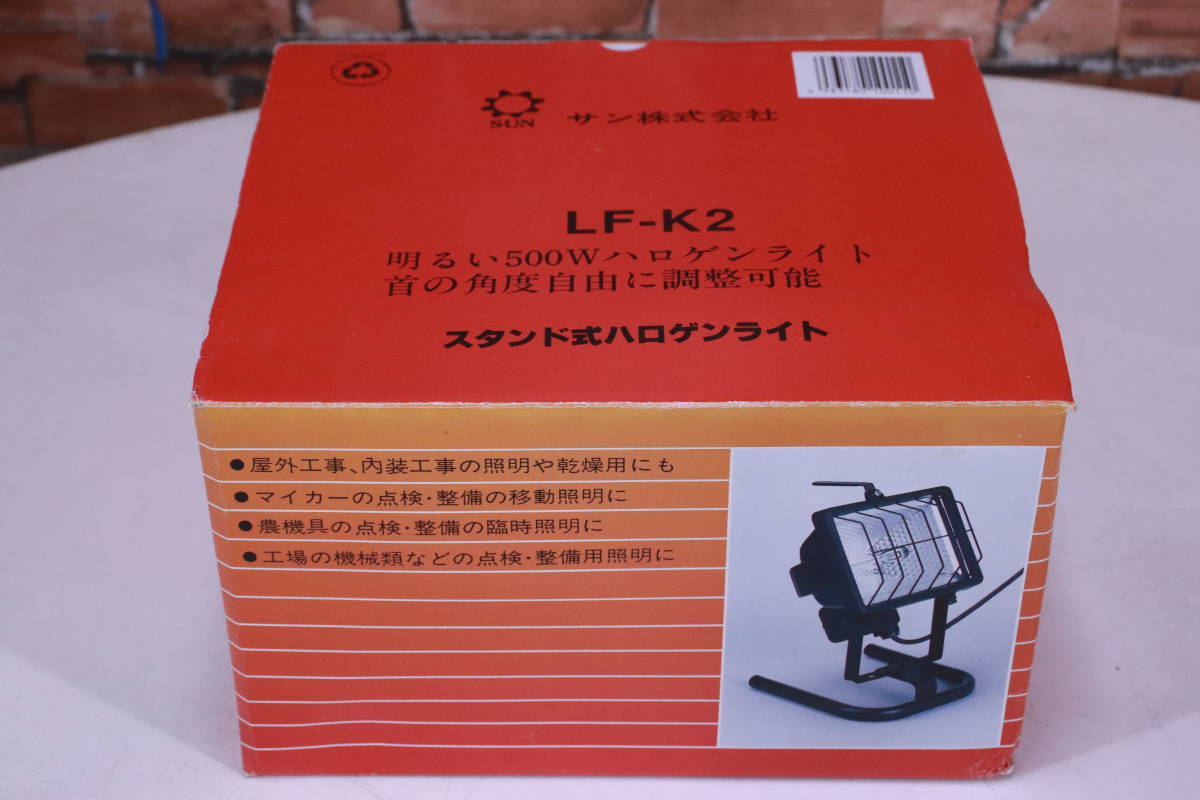 SUN サン株式会社
LF-K2
明るい500Wハロゲンライト
首の角度自由に調整可能
スタンド式ハロゲンライト
●屋外工事、内装工事の照明や乾燥用にも
●マイカーの点検・整備の移動照明に
●農機具の点検・整備の臨時照明に
●工場の機械類などの点検・整備用照明に